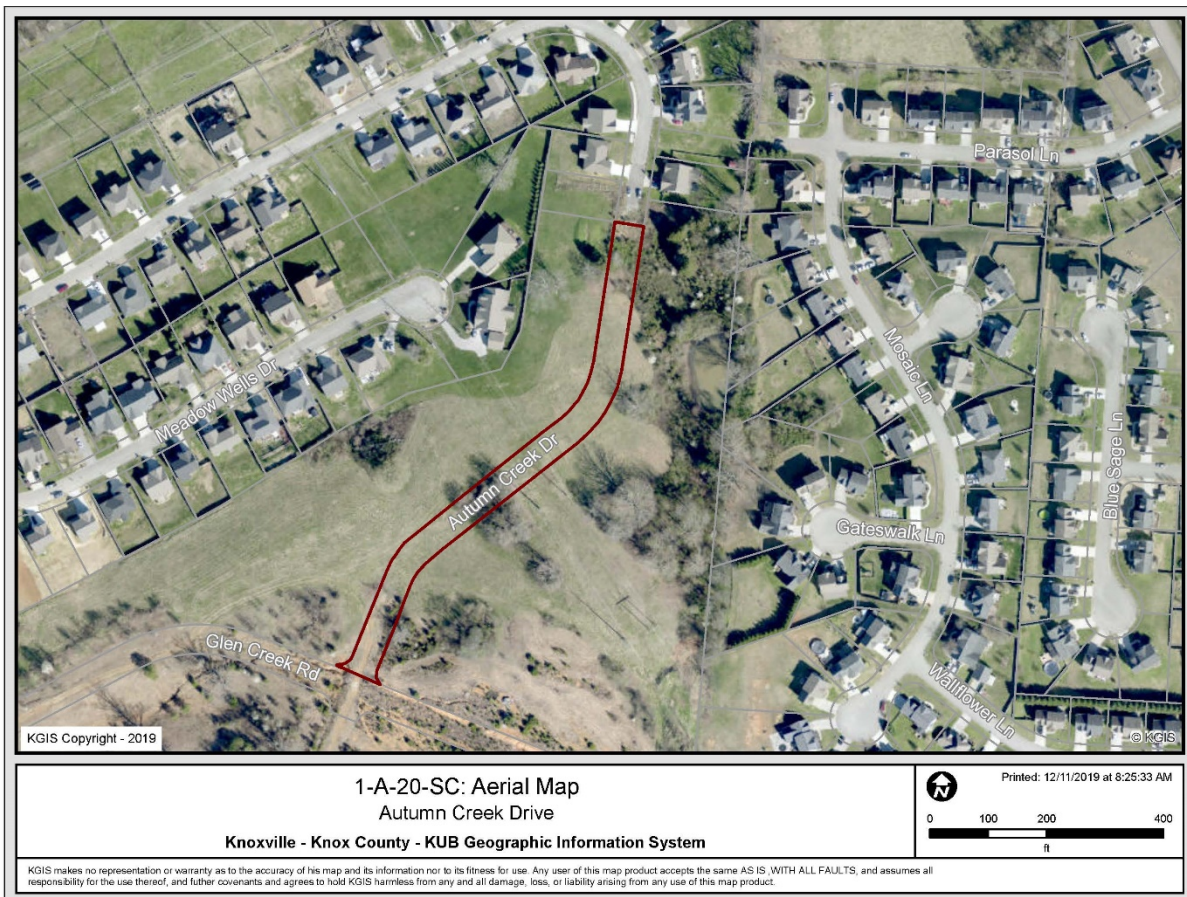 Parasol Ln
Mosaic Ln
Meadow Wells Dr
Blue Sage Ln
Autumn Creek Dr
Gateswalk Ln
Glen Creek Rd
Wallflower Ln
KGIS Copyright - 2019
© KGIS
1-A-20-SC: Aerial Map
Autumn Creek Drive
Knoxville - Knox County - KUB Geographic Information System
N
Printed: 12/11/2019 at 8:25:33 AM
0 100 200 400
ft
KGIS makes no representation or warranty as to the accuracy of his map and its information nor to its fitness for use. Any user of this map product accepts the same AS IS ,WITH ALL FAULTS, and assumes all
responsibility for the use thereof, and futher covenants and agrees to hold KGIS harmless from any and all damage, loss, or liability arising from any use of this map product.